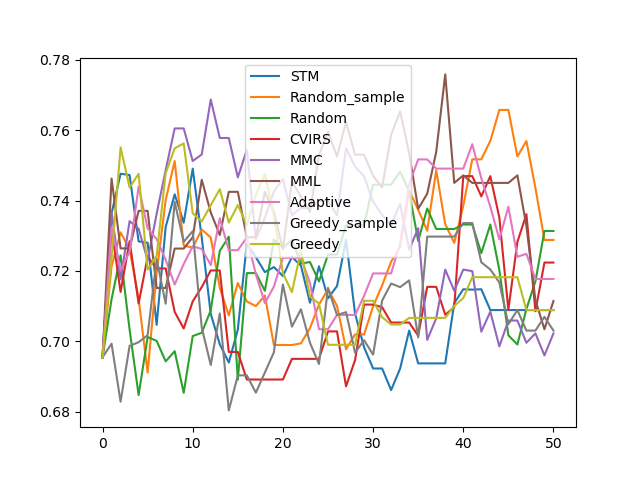 0.78
0.76
0.74
0.72
0.70
0.68
0
10
20
30
40
50
STM
Random_sample
Random
CVIRS
MMC
MML
Adaptive
Greedy_sample
Greedy